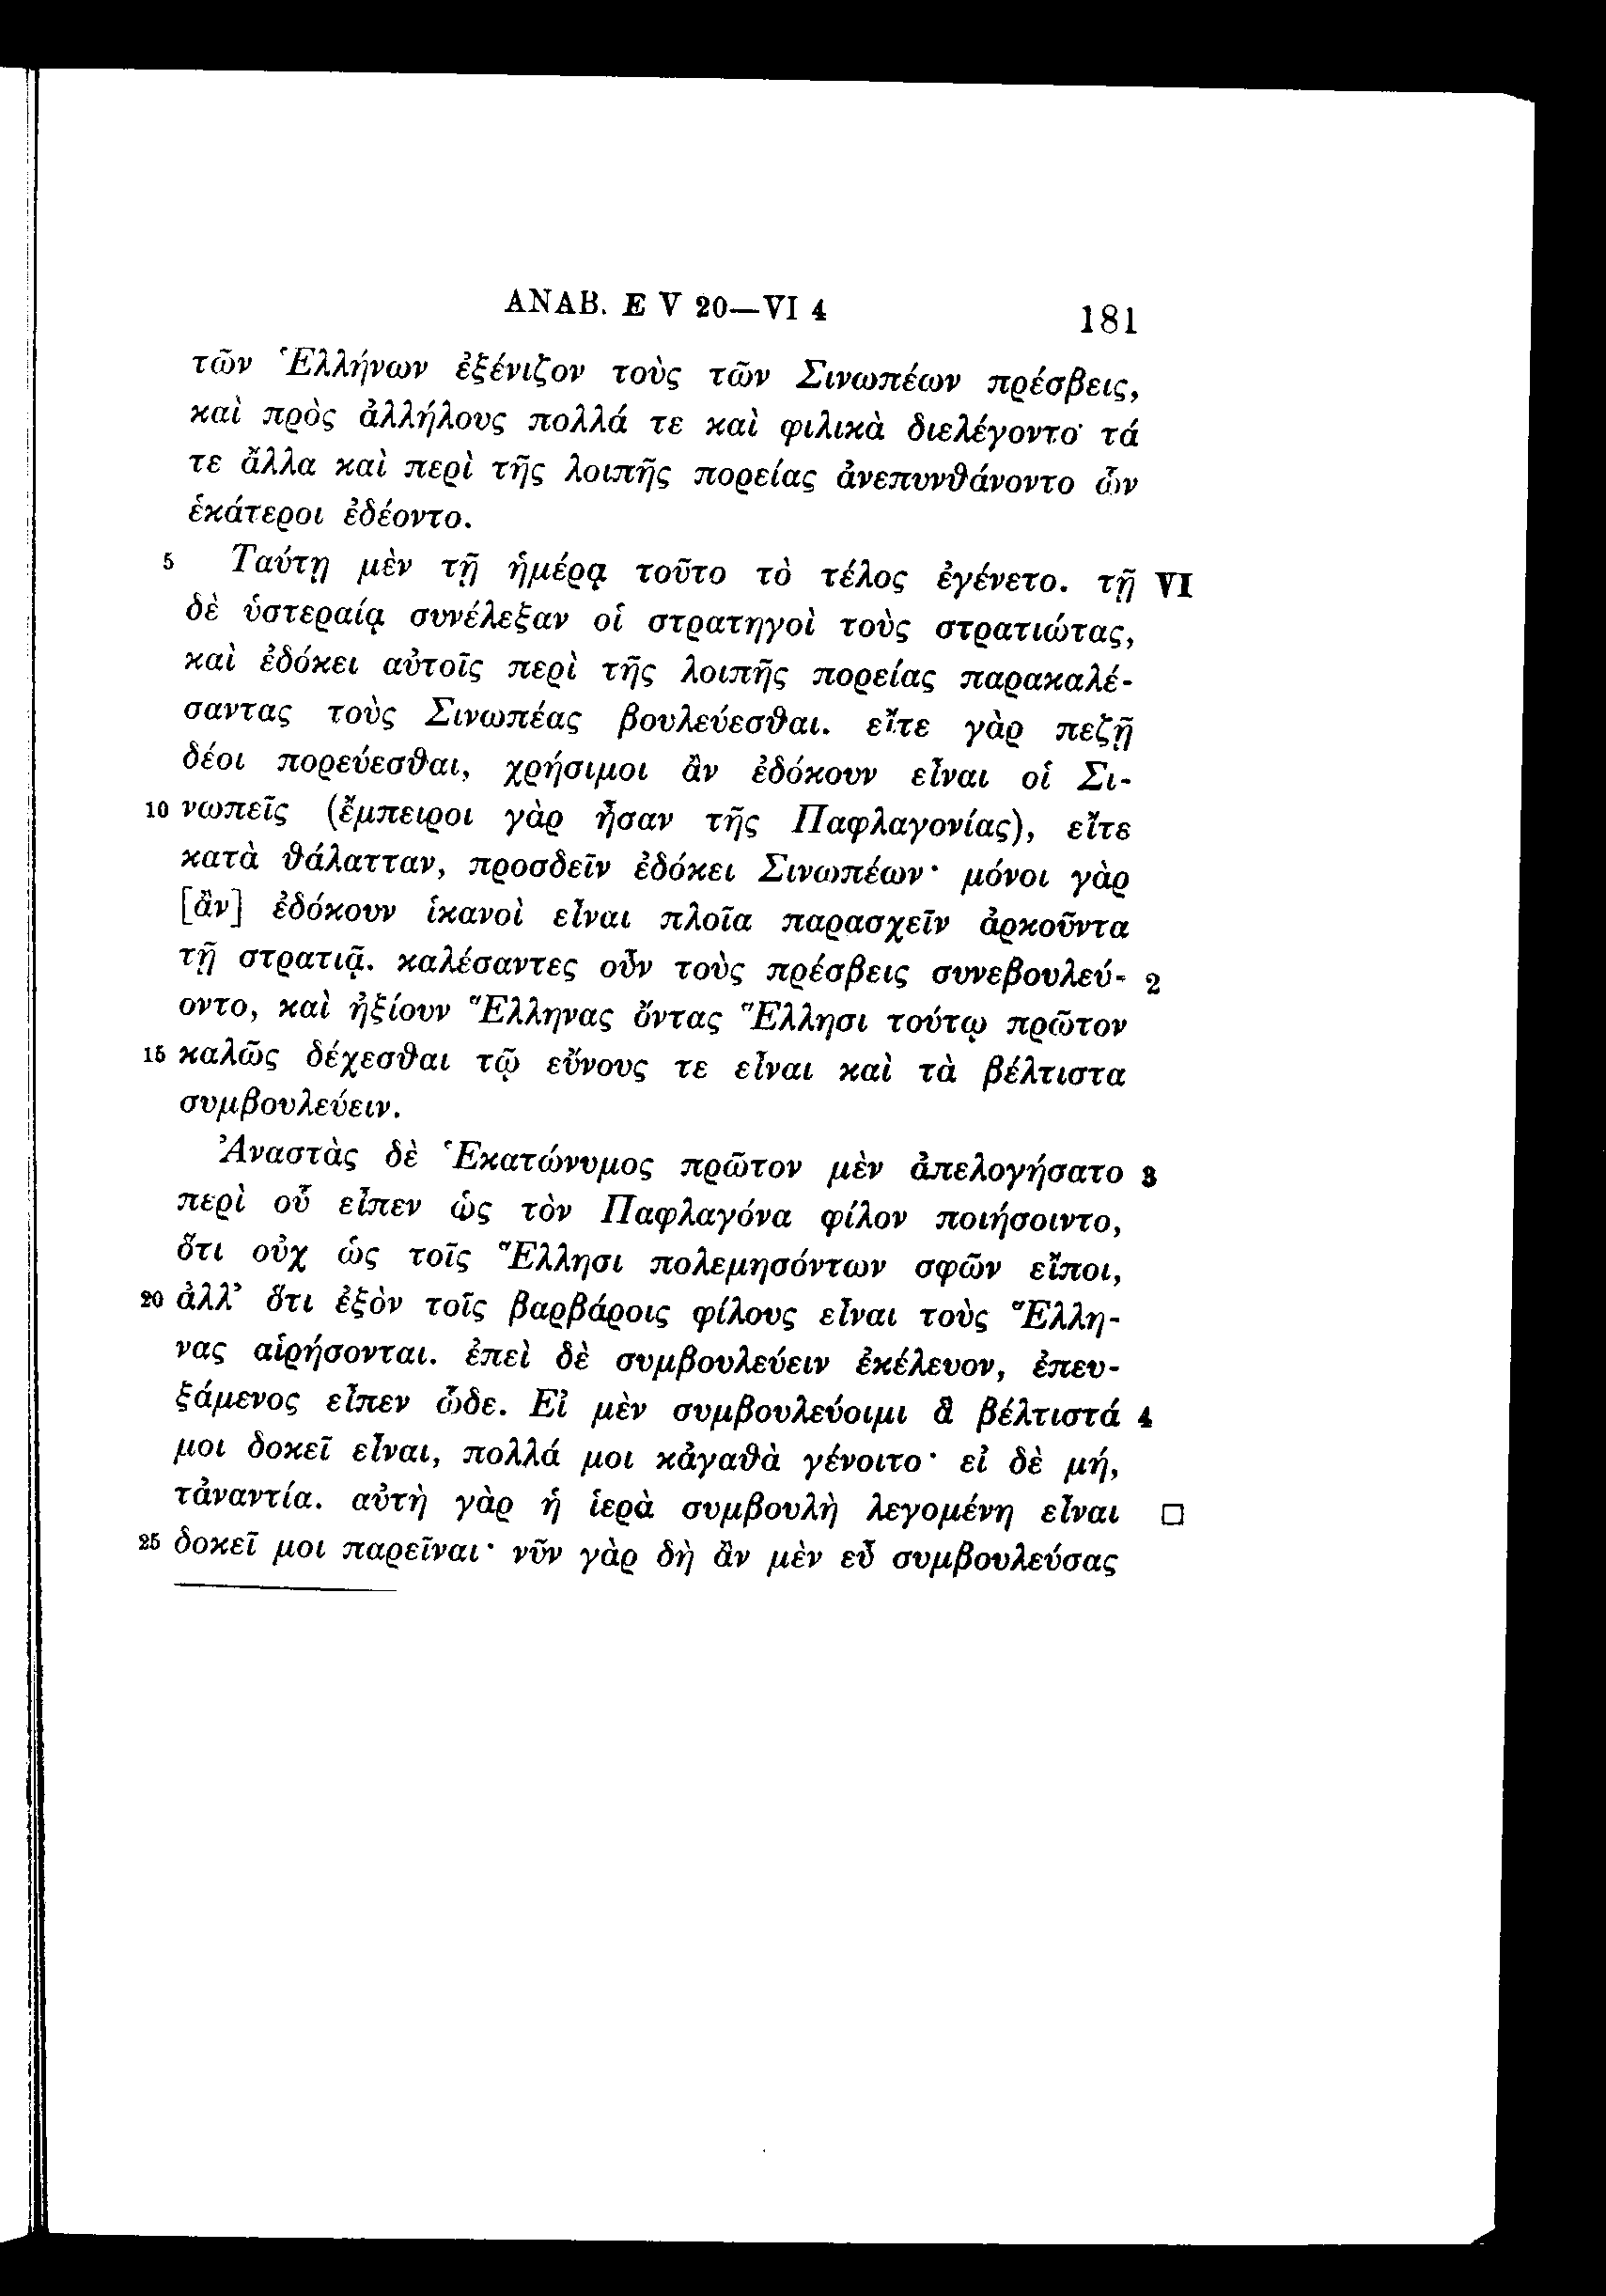 ΑΝΑΒ. Ε V 20—VI 4 181
τῶν Ἑλλήνων ἐξένιζον τοὺς τῶν Σινωπέων πρέσβεις,
καὶ πρὸς ἀλλήλους πολλά τε καὶ φιλικὰ διελέγοντο· τά
τε ἄλλα καὶ περὶ τῆς λοιπῆς πορείας ἀνεπυνθάνοντο ὧν
ἑκάτεροι ἐδέοντο.
5 Ταύτῃ μὲν τῇ ἡμέρᾳ τοῦτο τὸ τέλος ἐγένετο. τῇ VI
δὲ ὑστεραίᾳ συνέλεξαν οἱ στρατηγοὶ τοὺς στρατιώτας,
καὶ ἐδόκει αὐτοῖς περὶ τῆς λοιπῆς πορείας παρακαλέ-
σαντας τοὺς Σινωπέας βουλεύεσθαι. εἴτε γὰρ πεζῇ
δέοι πορεύεσθαι, χρήσιμοι ἂν ἐδόκουν εἶναι οἱ Σι-
10 νωπεῖς (ἔμπειροι γὰρ ἦσαν τῆς Παφλαγονίας), εἴτε
κατὰ θάλατταν, προσδεῖν ἐδόκει Σινωπέων· μόνοι γὰρ
[ἂν] ἐδόκουν ἱκανοὶ εἶναι πλοῖα παρασχεῖν ἀρκοῦντα
τῇ στρατιᾷ. καλέσαντες οὖν τοὺς πρέσβεις συνεβουλεύ- 2
οντο, καὶ ἠξίουν Ἕλληνας ὄντας Ἕλλησι τούτῳ πρῶτον
15 καλῶς δέχεσθαι τῷ εὔνους τε εἶναι καὶ τὰ βέλτιστα
συμβουλεύειν.
Ἀναστὰς δὲ Ἑκατώνυμος πρῶτον μὲν ἀπελογήσατο 3
περὶ οὗ εἶπεν ὡς τὸν Παφλαγόνα φίλον ποιήσοιντο,
ὅτι οὐχ ὡς τοῖς Ἕλλησι πολεμησόντων σφῶν εἴποι,
20 ἀλλ’ ὅτι ἐξὸν τοῖς βαρβάροις φίλους εἶναι τοὺς Ἕλλη-
νας αἱρήσονται. ἐπεὶ δὲ συμβουλεύειν ἐκέλευον, ἐπευ-
ξάμενος εἶπεν ὧδε. Εἰ μὲν συμβουλεύοιμι ἃ βέλτιστά 4
μοι δοκεῖ εἶναι, πολλά μοι κἀγαθὰ γένοιτο· εἰ δὲ μή,
τἀναντία. αὐτὴ γὰρ ἡ ἱερὰ συμβουλὴ λεγομένη εἶναι □
25 δοκεῖ μοι παρεῖναι· νῦν γὰρ δὴ ἂν μὲν εὖ συμβουλεύσας